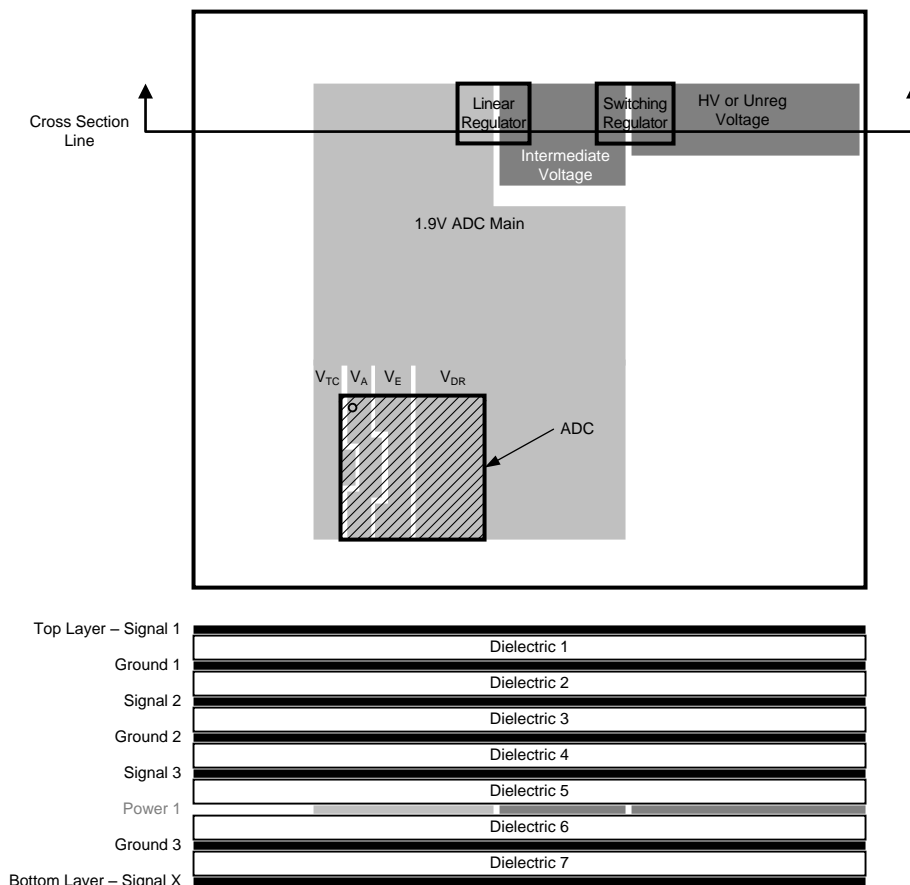 Linear
Regulator
Switching
Regulator
HV or Unreg
Voltage
Cross Section
Line
Intermediate
Voltage
1.9V ADC Main
VTC VA VE VDR
ADC
Top Layer – Signal 1
Dielectric 1
Ground 1
Dielectric 2
Signal 2
Dielectric 3
Ground 2
Dielectric 4
Signal 3
Dielectric 5
Power 1
Dielectric 6
Ground 3
Dielectric 7
Bottom Layer – Signal X